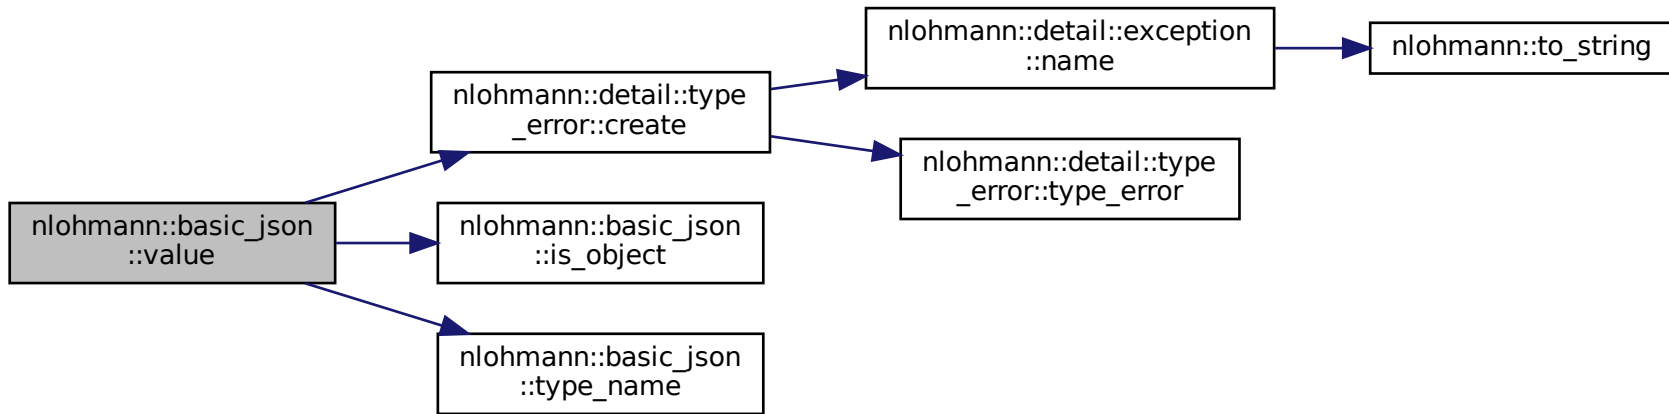 nlohmann::basic_json
::value
nlohmann::detail::type
_error::create
nlohmann::basic_json
::is_object
nlohmann::basic_json
::type_name
nlohmann::detail::exception
::name
nlohmann::detail::type
_error::type_error
nlohmann::to_string